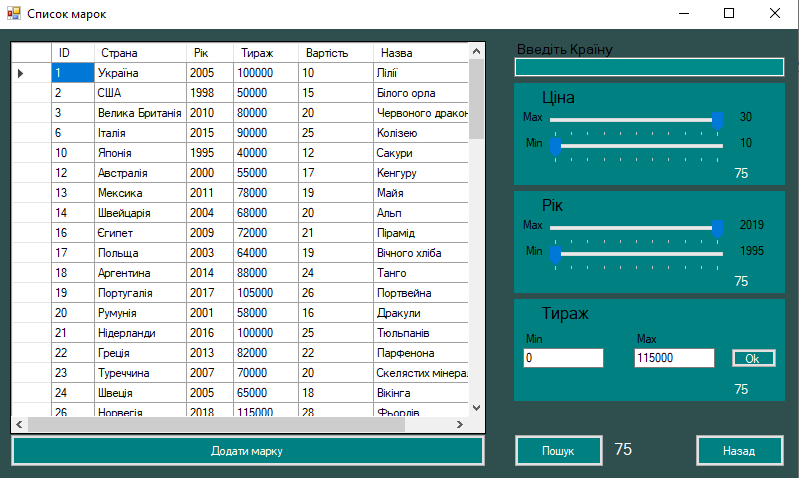 Список марок
ID Страна Рік Тираж Вартість Назва
1 Україна 2005 100000 10 Лілії
2 США 1998 50000 15 Білого орла
3 Велика Британія 2010 80000 20 Червоного дракон
6 Італія 2015 90000 25 Колізею
10 Японія 1995 40000 12 Сакури
12 Австралія 2000 55000 17 Кенгуру
13 Мексика 2011 78000 19 Майя
14 Швейцарія 2004 68000 20 Альп
16 Єгипет 2009 72000 21 Пірамід
17 Польща 2003 64000 19 Вічного хліба
18 Аргентина 2014 88000 24 Танго
19 Португалія 2017 105000 26 Портвейна
20 Румунія 2001 58000 16 Дракули
21 Нідерланди 2016 100000 25 Тюльпанів
22 Греція 2013 82000 22 Парфенона
23 Туреччина 2007 70000 20 Скелястих мінера
24 Швеція 2005 65000 18 Вікінга
26 Норвегія 2018 115000 28 Фьордів
Додати марку
Введіть Країну
Ціна
Max 30
Min 10
75
Рік
Max 2019
Min 1995
75
Тираж
Min Max
0 115000 Ok
75
Пошук 75 Назад